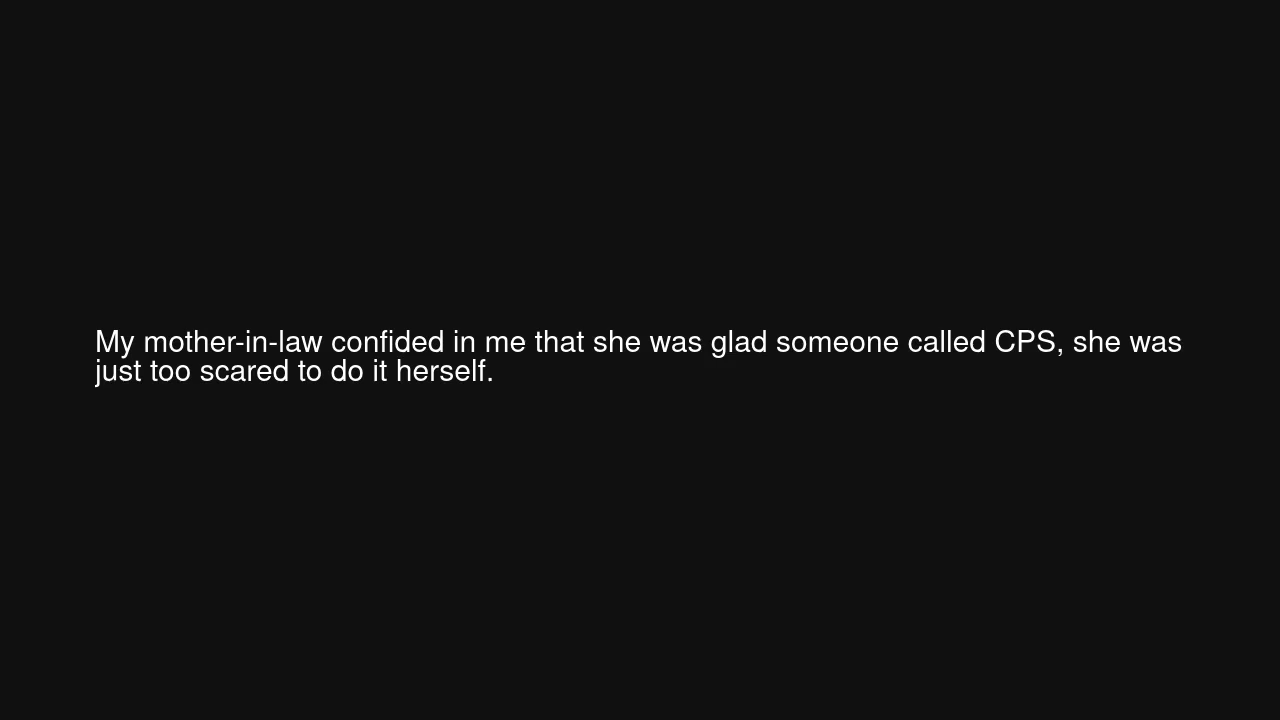 My mother-in-law confided in me that she was glad someone called CPS, she was
just too scared to do it herself.